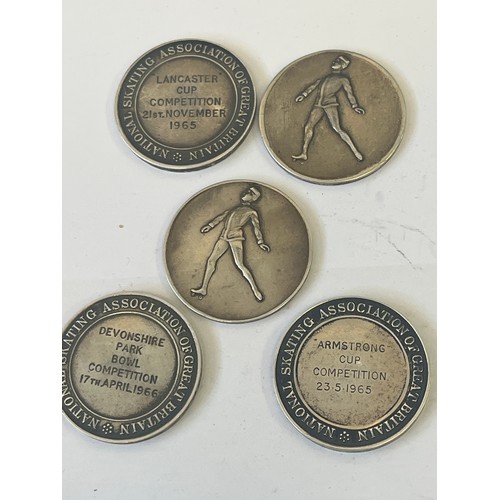 NATIONAL SKATING ASSOCIATION OF GREAT BRITAIN
LANCASTER
CUP
COMPETITION
21ST. NOVEMBER
1965
NATIONAL SKATING ASSOCIATION OF GREAT BRITAIN
DEVONSHIRE
PARK
BOWL
COMPETITION
17TH APRIL, 1966
NATIONAL SKATING ASSOCIATION OF GREAT BRITAIN
ARMSTRONG
CUP
COMPETITION
23.5.1965